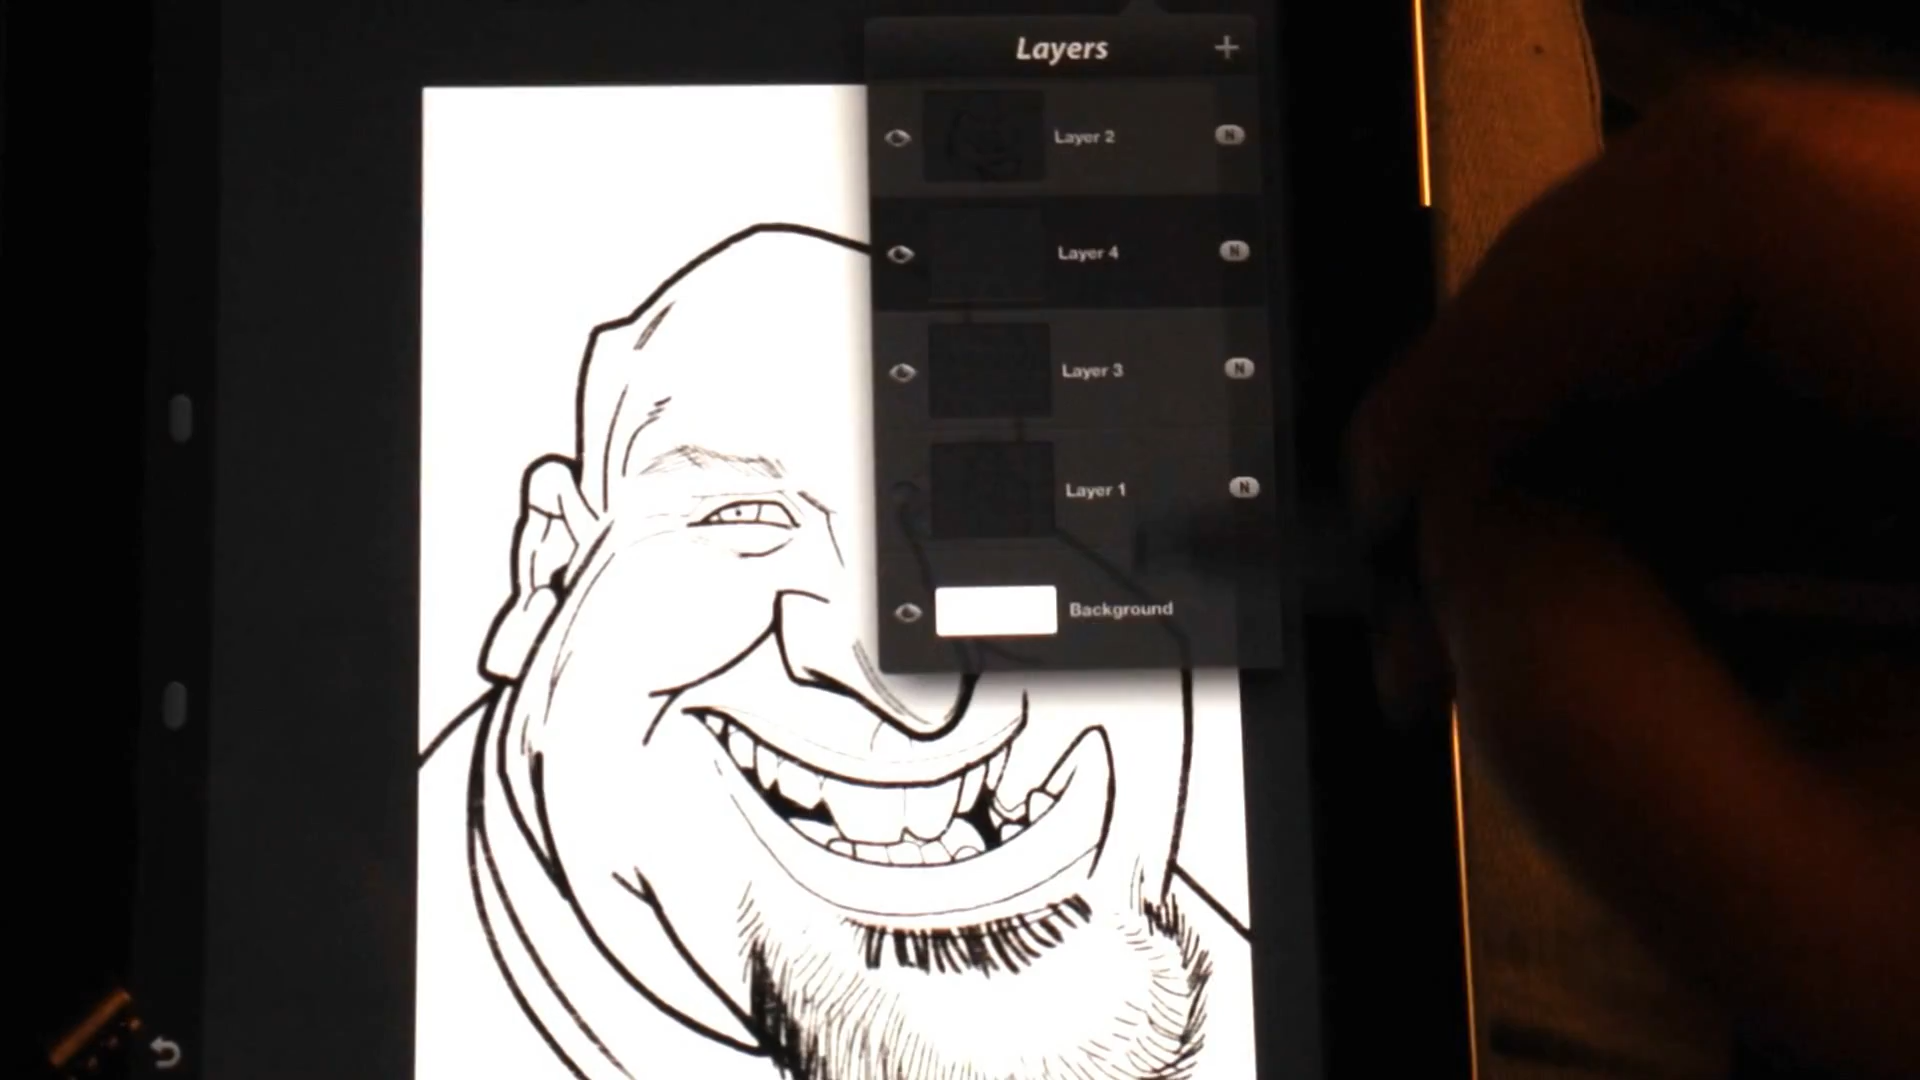 Layers +
Layer 2 N
Layer 4 N
Layer 3 N
Layer 1 N
Background